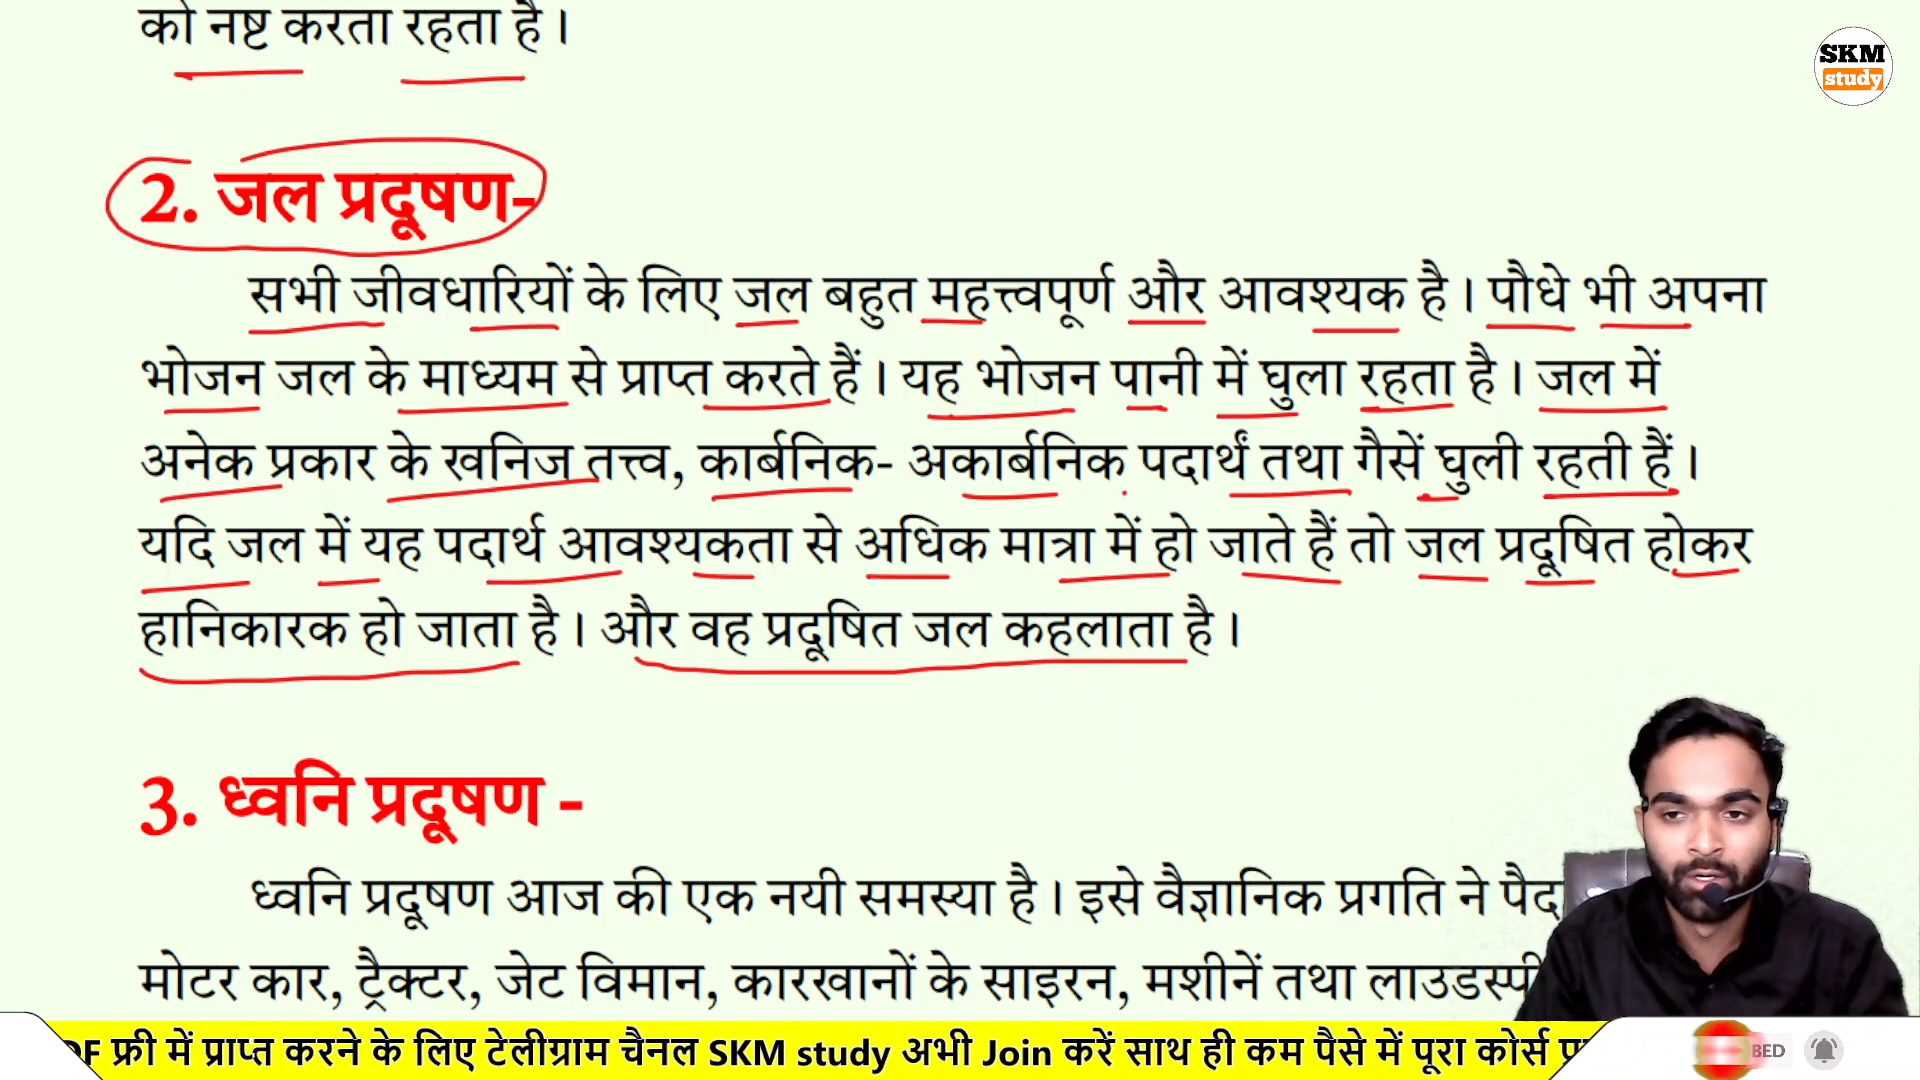 को नष्ट करता रहता है।
SKM
study
2. जल प्रदूषण-
सभी जीवधारियों के लिए जल बहुत महत्त्वपूर्ण और आवश्यक है। पौधे भी अपना
भोजन जल के माध्यम से प्राप्त करते हैं। यह भोजन पानी में घुला रहता है। जल में
अनेक प्रकार के खनिज तत्त्व, कार्बनिक- अकार्बनिक पदार्थं तथा गैसें घुली रहती हैं।
यदि जल में यह पदार्थ आवश्यकता से अधिक मात्रा में हो जाते हैं तो जल प्रदूषित होकर
हानिकारक हो जाता है। और वह प्रदूषित जल कहलाता है।
3. ध्वनि प्रदूषण -
ध्वनि प्रदूषण आज की एक नयी समस्या है। इसे वैज्ञानिक प्रगति ने
मोटर कार, ट्रैक्टर, जेट विमान, कारखानों के साइरन, मशीनें तथा
फ्री में प्राप्त करने के लिए टेलीग्राम चैनल SKM study अभी Join करें साथ ही कम पैसे में पूरा कोर्स